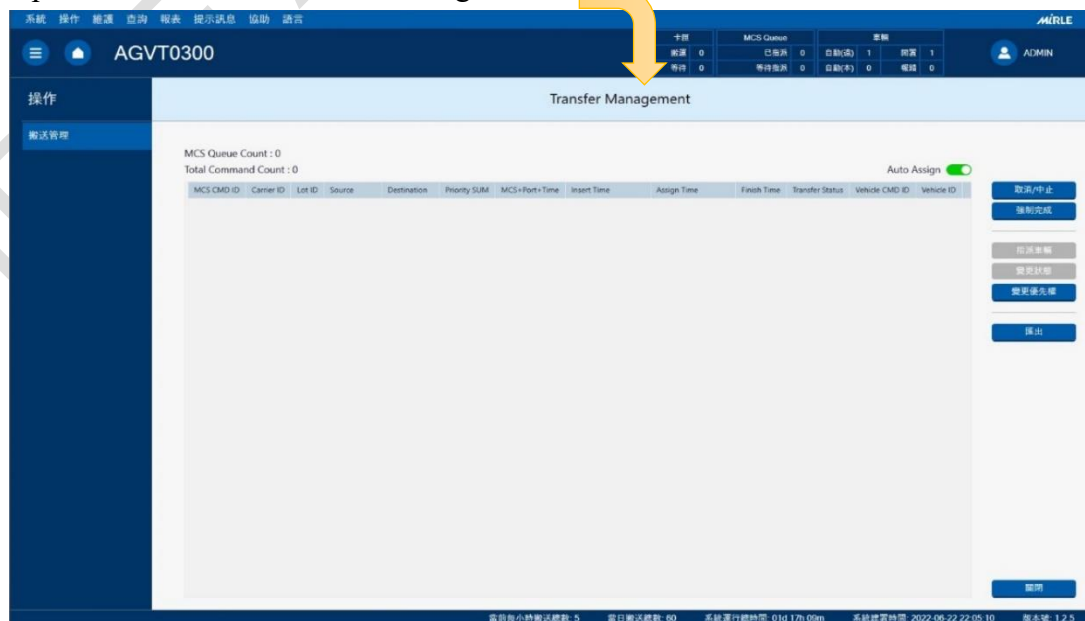 系統 操作 維護 查詢 報表 提示訊息 協助 語言
MiRLE
AGVT0300
卡匣 MCS Queue 車輛
搬運 0 已指派 0 自動(遠) 1 閒置 1
等待 0 等待指派 0 自動(本) 0 報錯 0
ADMIN
操作
Transfer Management
搬送管理
MCS Queue Count : 0
Total Command Count : 0
Auto Assign
MCS CMD ID Carrier ID Lot ID Source Destination Priority SUM MCS+Port+Time Insert Time Assign Time Finish Time Transfer Status Vehicle CMD ID Vehicle ID
取消/中止
強制完成
指派車輛
變更狀態
變更優先權
匯出
關閉
當前每小時搬送總數: 5 當日搬送總數: 60 系統運行總時間: 01d 17h 09m 系統建置時間: 2022-06-22 22:05:10 版本號: 1.2.5